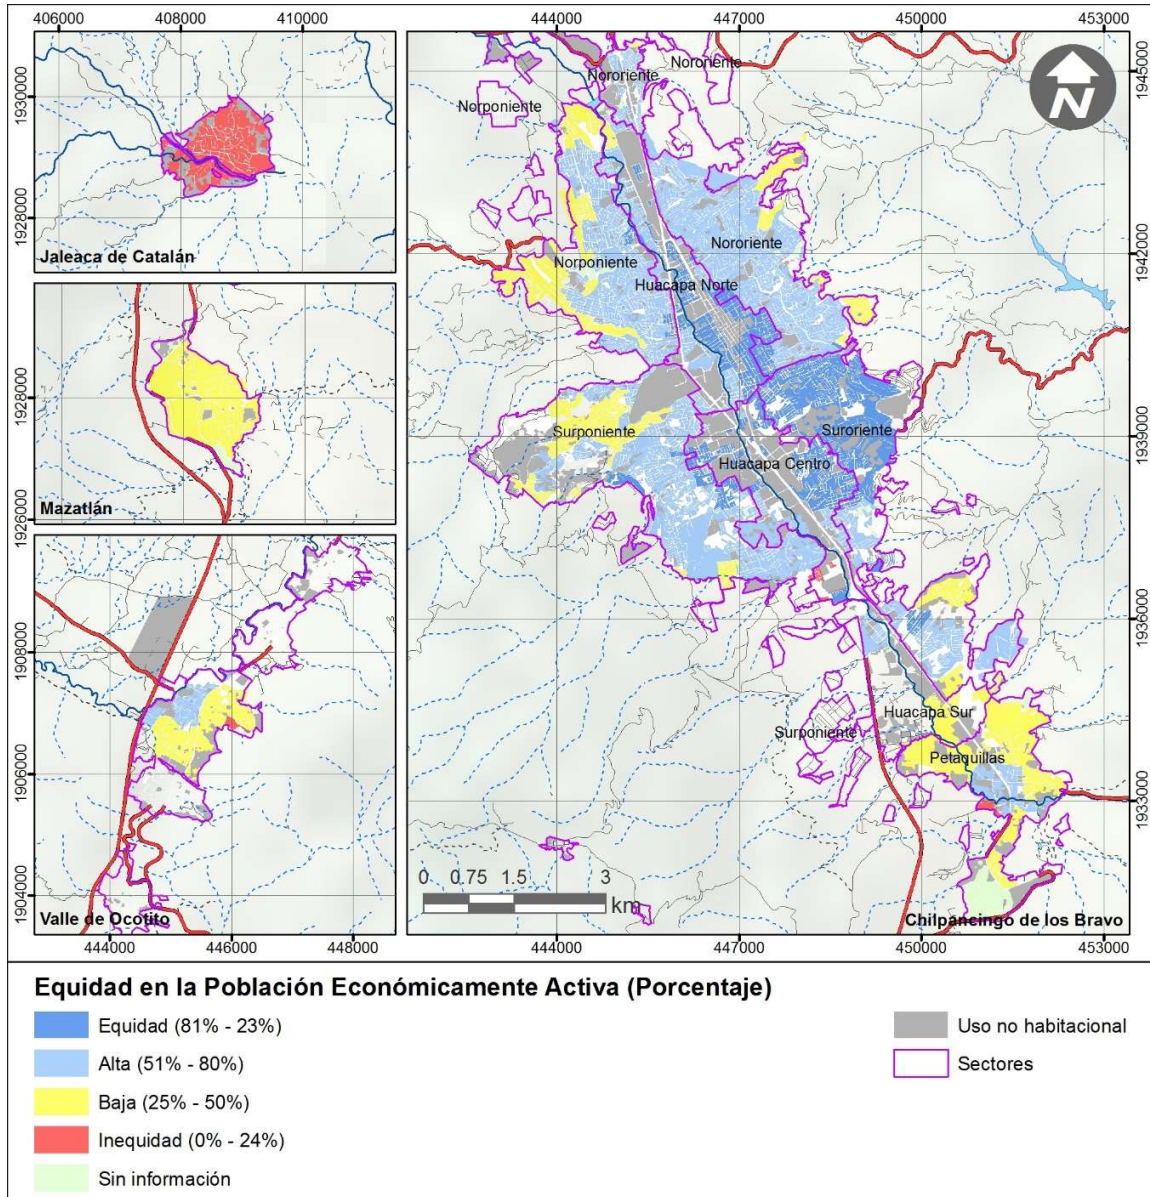 406000 408000 410000
1930000
1928000
Jaleaca de Catalán
1928000
1926000
Mazatlán
1908000
1906000
1904000
Valle de Ocotito
444000 446000 448000
444000 447000 450000 453000
1945000
1942000
1939000
1936000
1933000
N
Nororiente
Nororiente
Norponiente
Nororiente
Norponiente
Huacapa Norte
Surponiente
Suroriente
Huacapa Centro
Huacapa Sur
Surponiente
Petaquillas
0 0.75 1.5 3
km
Chilpancingo de los Bravo
444000 447000 450000 453000
Equidad en la Población Económicamente Activa (Porcentaje)
Equidad (81% - 23%)
Alta (51% - 80%)
Baja (25% - 50%)
Inequidad (0% - 24%)
Sin información
Uso no habitacional
Sectores